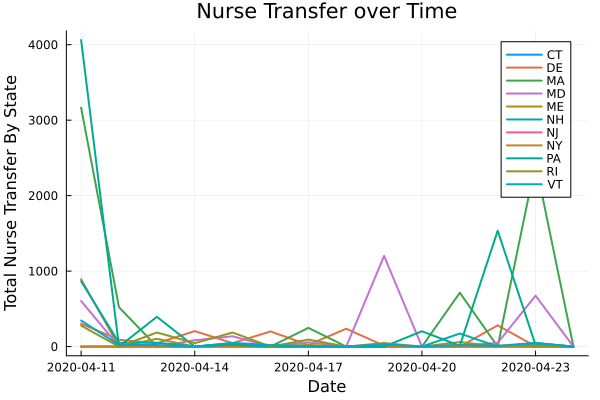 Nurse Transfer over Time
Total Nurse Transfer By State
4000
3000
2000
1000
0
CT
DE
MA
MD
ME
NH
NJ
NY
PA
RI
VT
2020-04-11
2020-04-14
2020-04-17
2020-04-20
2020-04-23
Date